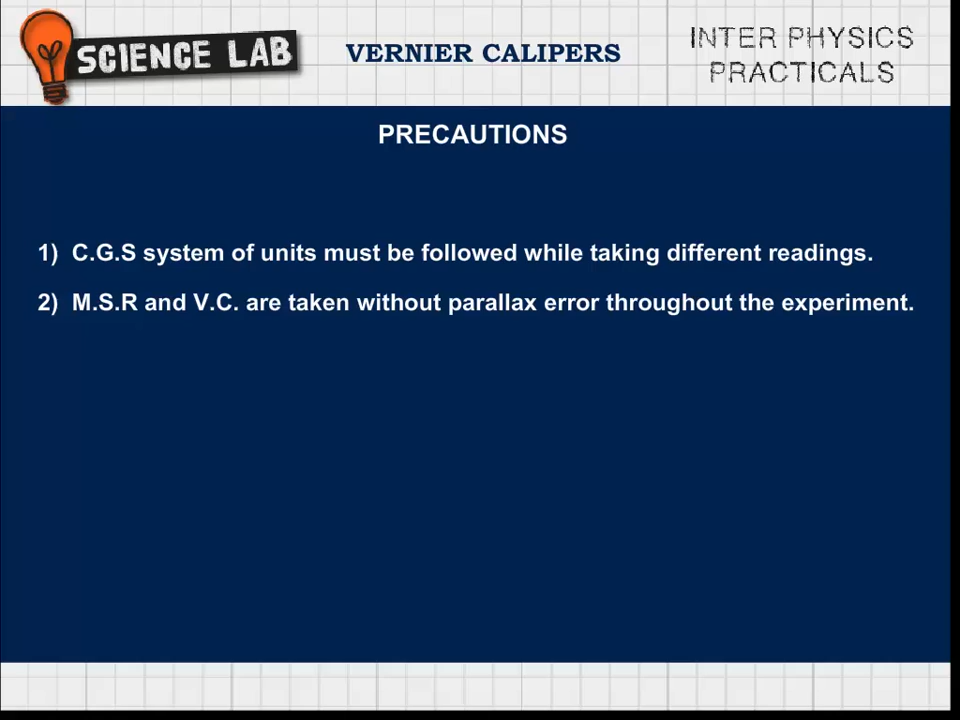 SCIENCE LAB
VERNIER CALIPERS
INTER PHYSICS
PRACTICALS
PRECAUTIONS
1) C.G.S system of units must be followed while taking different readings.
2) M.S.R and V.C. are taken without parallax error throughout the experiment.